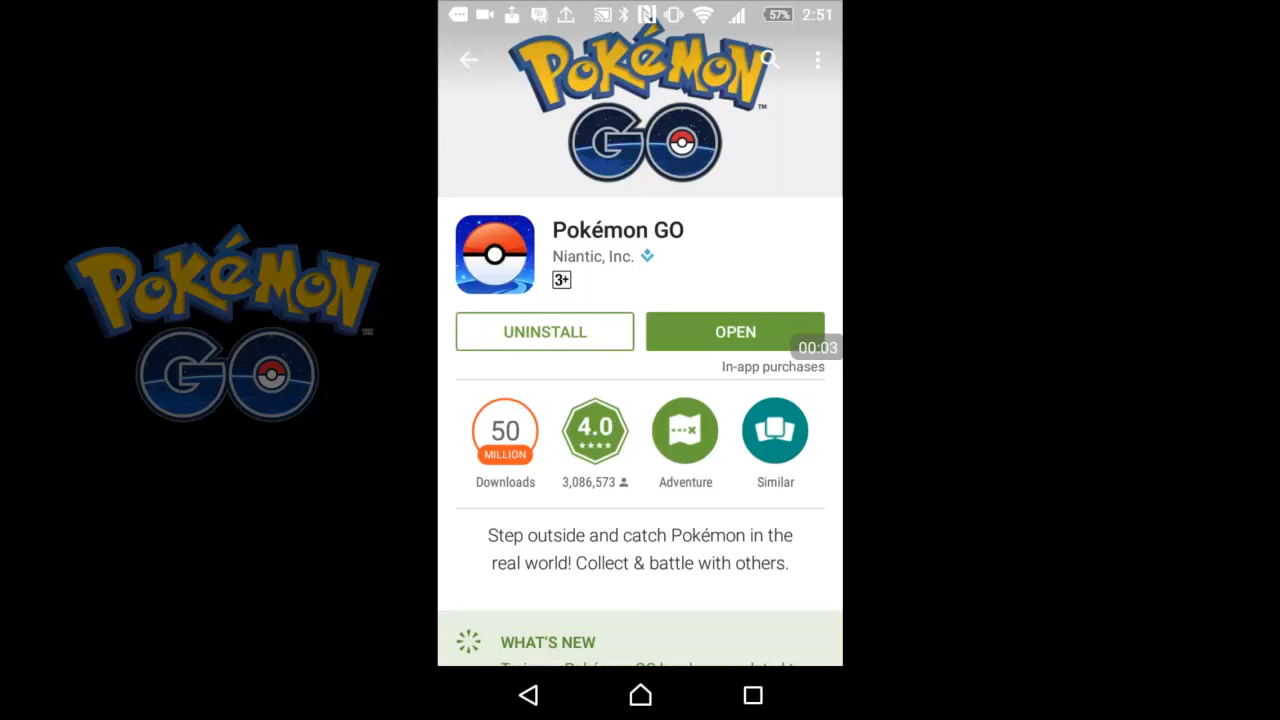 57% 2:51
POKÉMON™
GO
Pokémon GO
Niantic, Inc.
3+
UNINSTALL
OPEN
00:03
In-app purchases
50
MILLION
Downloads
4.0
3,086,573
Adventure
Similar
Step outside and catch Pokémon in the
real world! Collect & battle with others.
WHAT'S NEW
POKÉMON™
GO